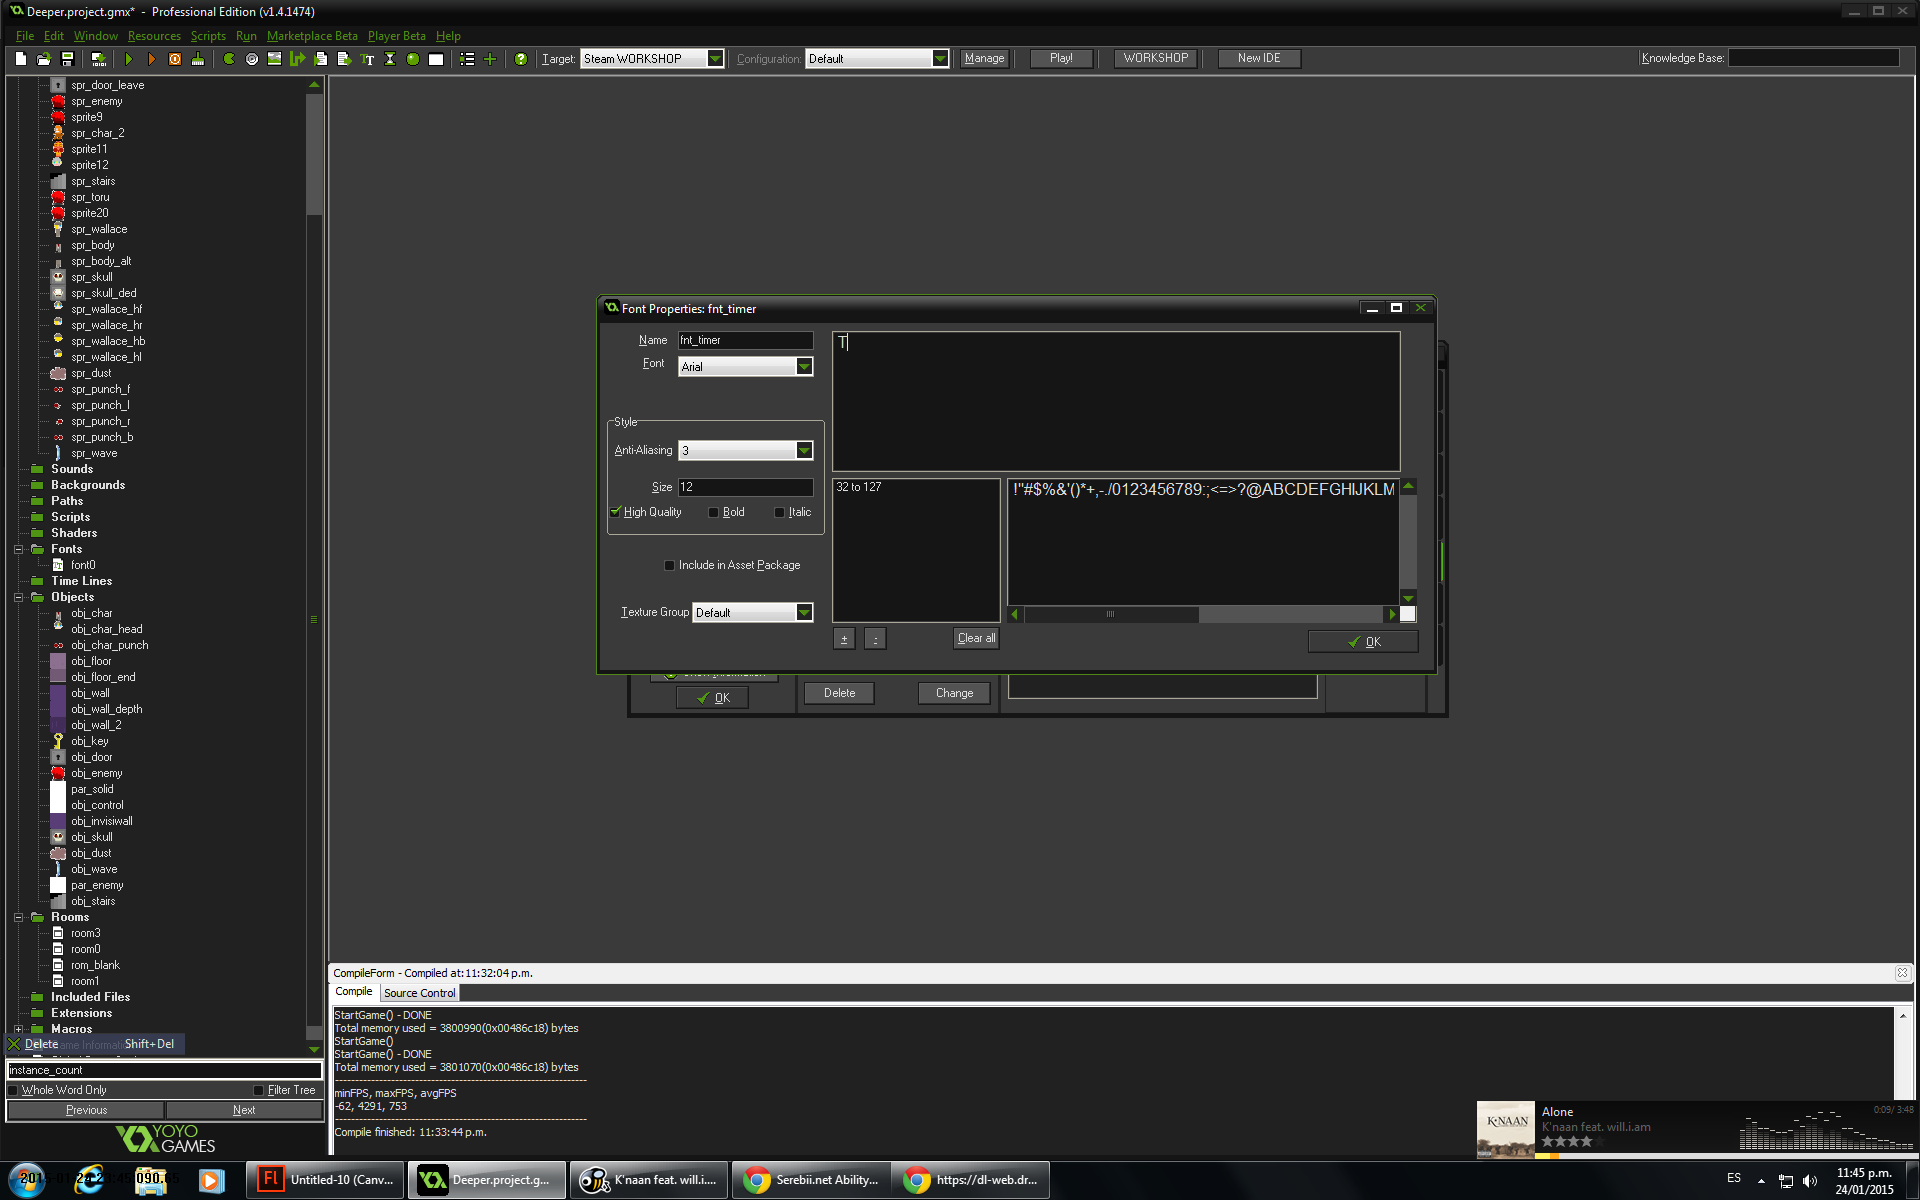 Deeper.project.gmx* - Professional Edition (v1.4.1474)
File Edit Window Resources Scripts Run Marketplace Beta Player Beta Help
Target: Steam WORKSHOP Configuration: Default Manage Play! WORKSHOP New IDE Knowledge Base:
spr_door_leave
spr_enemy
sprite9
spr_char_2
sprite11
sprite12
spr_stairs
spr_toru
sprite20
spr_wallace
spr_body
spr_body_alt
spr_skull
spr_skull_ded
spr_wallace_hf
spr_wallace_hr
spr_wallace_hb
spr_wallace_hl
spr_dust
spr_punch_f
spr_punch_l
spr_punch_r
spr_punch_b
spr_wave
Sounds
Backgrounds
Paths
Scripts
Shaders
Fonts
font0
Time Lines
Objects
obj_char
obj_char_head
obj_char_punch
obj_floor
obj_floor_end
obj_wall
obj_wall_depth
obj_wall_2
obj_key
obj_door
obj_enemy
par_solid
obj_control
obj_invisiwall
obj_skull
obj_dust
obj_wave
par_enemy
obj_stairs
Rooms
room3
room0
rom_blank
room1
Included Files
Extensions
Macros
Delete Shift+Del
instance_count
Whole Word Only Filter Tree
Previous Next
YOYO
GAMES
Font Properties: fnt_timer
Name fnt_timer
Font Arial
T
Style
Anti-Aliasing 3
Size 12
High Quality Bold Italic
Include in Asset Package
Texture Group Default
32 to 127
!"#$%&'()*+,-./0123456789:;<=>?@ABCDEFGHIJKLM
+ - Clear all
OK
OK Delete Change
CompileForm - Compiled at: 11:32:04 p.m.
Compile Source Control
StartGame() - DONE
Total memory used = 3800990(0x00486c18) bytes
StartGame()
StartGame() - DONE
Total memory used = 3801070(0x00486c18) bytes
minFPS, maxFPS, avgFPS
-62, 4291, 753
Compile finished: 11:33:44 p.m.
K'NAAN
Alone
K'naan feat. will.i.am
0:09/ 3:48
Untitled-10 (Canv...
Deeper.project.g...
K'naan feat. will.i....
Serebii.net Ability...
https://dl-web.dr...
ES
11:45 p.m.
24/01/2015